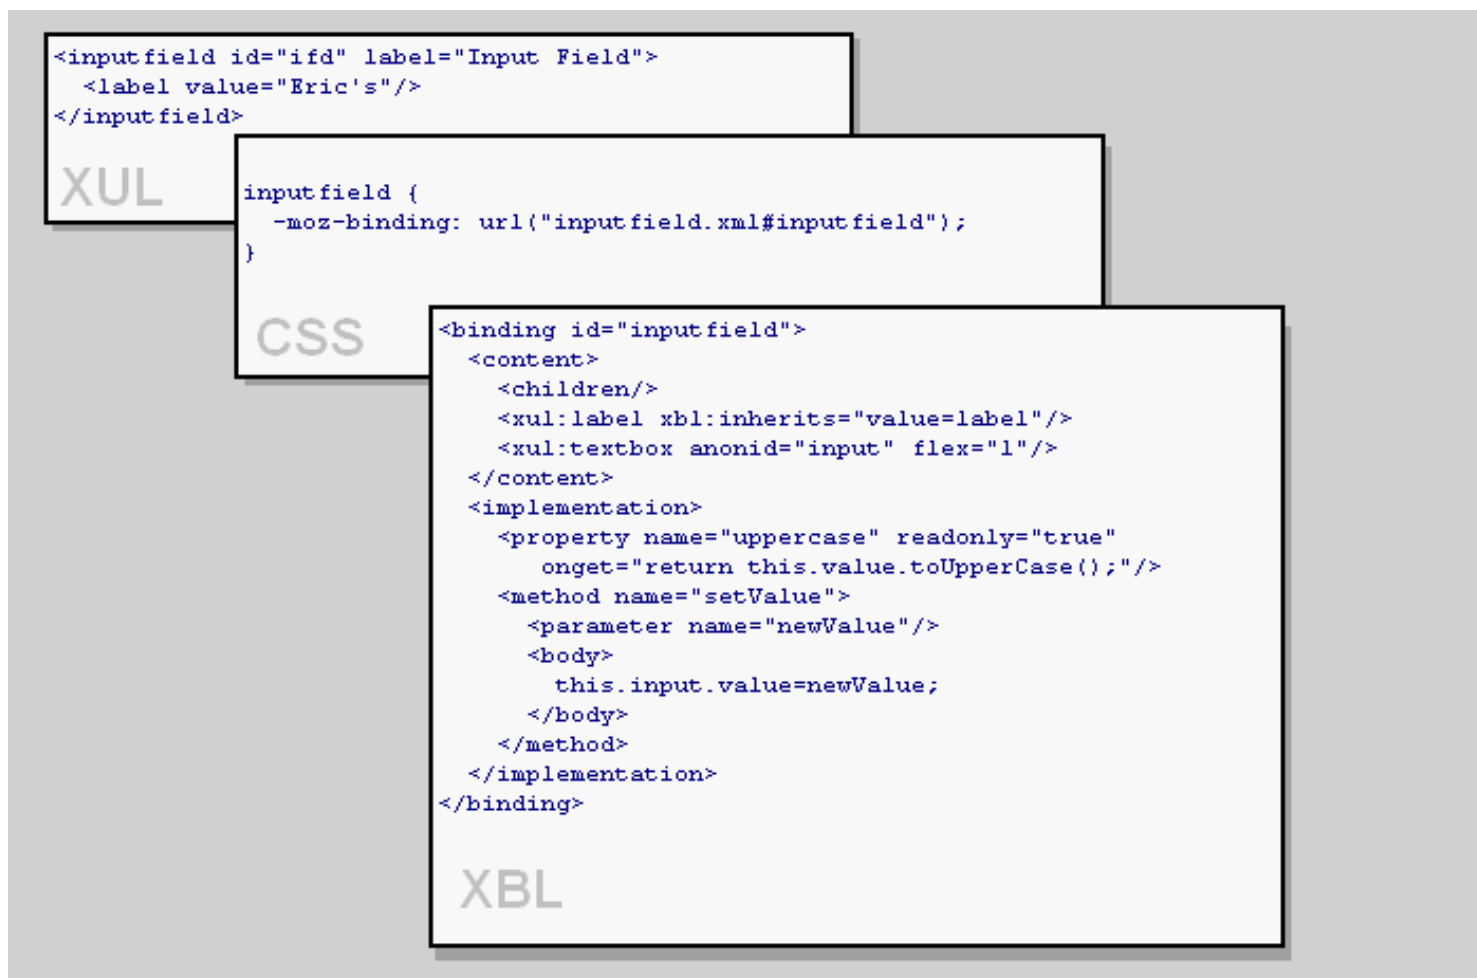 <inputfield id="ifd" label="Input Field">
  <label value="Eric's"/>
</inputfield>
XUL
inputfield {
  -moz-binding: url("inputfield.xml#inputfield");
}
CSS
<binding id="inputfield">
  <content>
    <children/>
    <xul:label xbl:inherits="value=label"/>
    <xul:textbox anonid="input" flex="1"/>
  </content>
  <implementation>
    <property name="uppercase" readonly="true"
       onget="return this.value.toUpperCase();"/>
    <method name="setValue">
      <parameter name="newValue"/>
      <body>
        this.input.value=newValue;
      </body>
    </method>
  </implementation>
</binding>
XBL